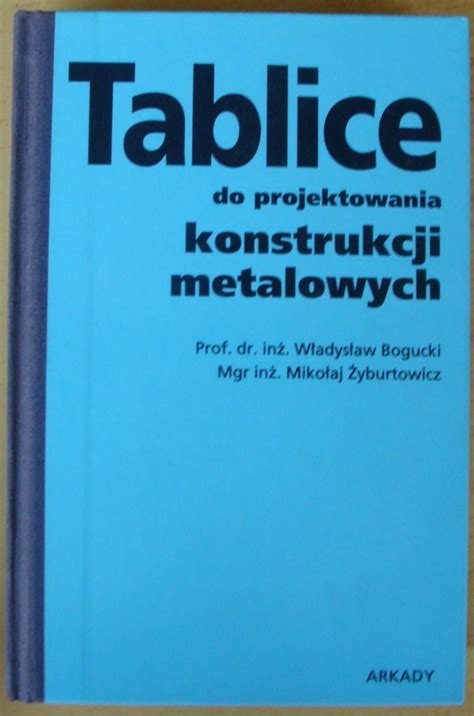 Tablice
do projektowania
konstrukcji
metalowych
Prof. dr. inż. Władysław Bogucki
Mgr inż. Mikołaj Żyburtowicz
ARKADY